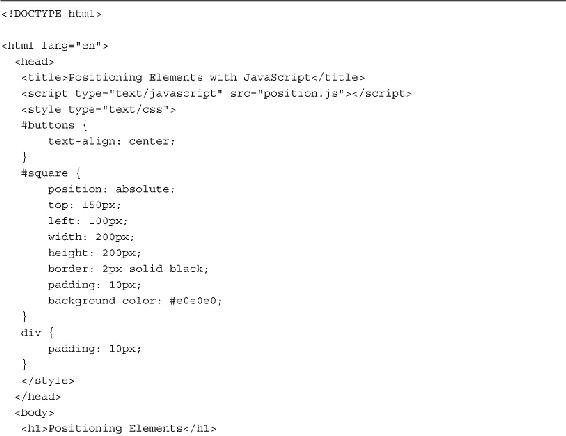 <!DOCTYPE html>
<html lang="en">
<head>
<title>Positioning Elements with JavaScript</title>
<script type="text/javascript" src="position.js"></script>
<style type="text/css">
#buttons {
text-align: center;
}
#square {
position: absolute;
top: 150px;
left: 100px;
width: 200px;
height: 200px;
border: 2px solid black;
padding: 10px;
background color: #e0e0e0;
}
div {
padding: 10px;
}
</style>
</head>
<body>
<h1>Positioning Elements</h1>